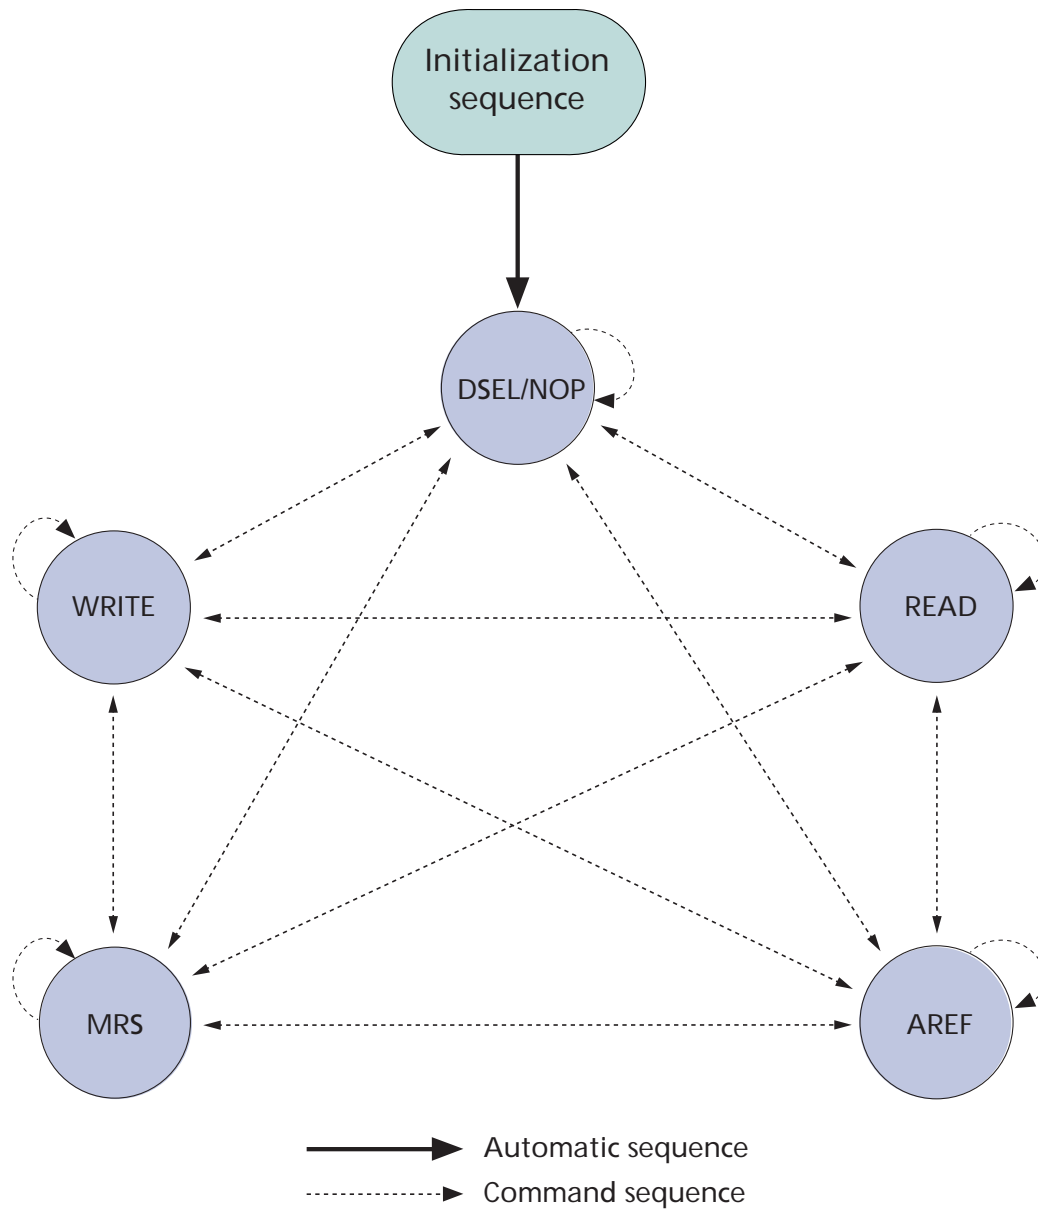 Initialization
sequence
DSEL/NOP
WRITE
READ
MRS
AREF
Automatic sequence
Command sequence